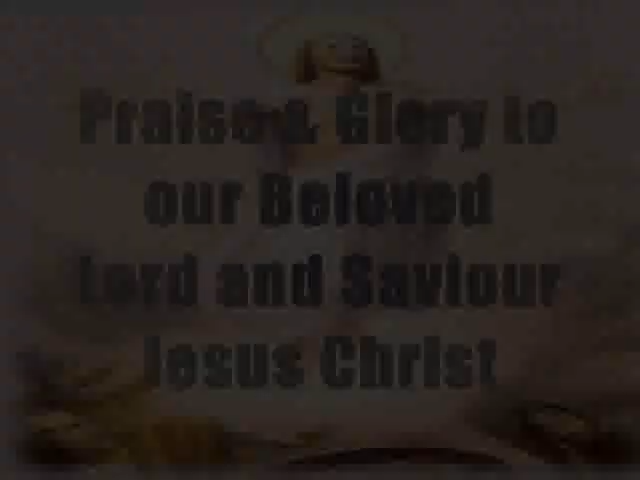 Praise & Glory to
our Beloved
Lord and Saviour
Jesus Christ